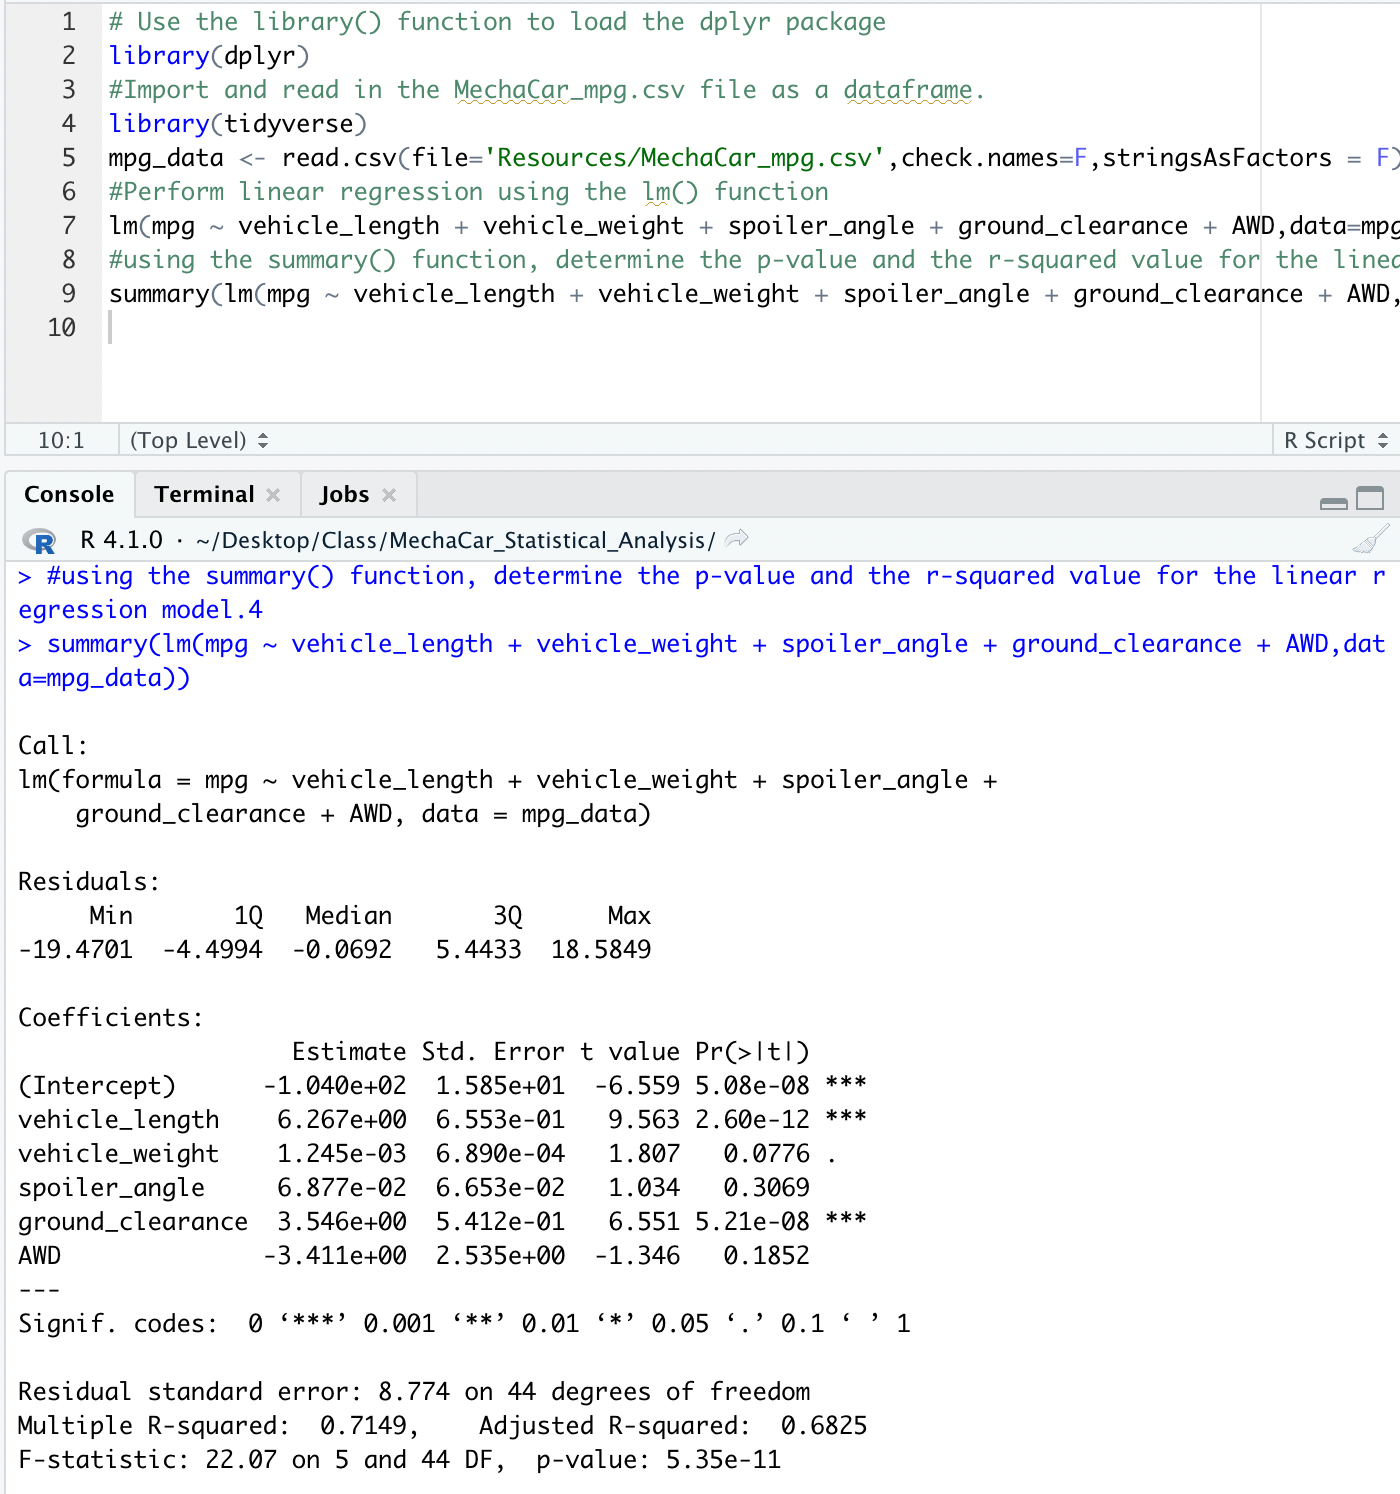 1 # Use the library() function to load the dplyr package
2 library(dplyr)
3 #Import and read in the MechaCar_mpg.csv file as a dataframe.
4 library(tidyverse)
5 mpg_data <- read.csv(file='Resources/MechaCar_mpg.csv',check.names=F,stringsAsFactors = F)
6 #Perform linear regression using the lm() function
7 lm(mpg ~ vehicle_length + vehicle_weight + spoiler_angle + ground_clearance + AWD,data=mpg
8 #using the summary() function, determine the p-value and the r-squared value for the linea
9 summary(lm(mpg ~ vehicle_length + vehicle_weight + spoiler_angle + ground_clearance + AWD,
10
10:1 (Top Level) R Script
Console Terminal Jobs
R 4.1.0 · ~/Desktop/Class/MechaCar_Statistical_Analysis/
> #using the summary() function, determine the p-value and the r-squared value for the linear r
egression model.4
> summary(lm(mpg ~ vehicle_length + vehicle_weight + spoiler_angle + ground_clearance + AWD,dat
a=mpg_data))
Call:
lm(formula = mpg ~ vehicle_length + vehicle_weight + spoiler_angle +
    ground_clearance + AWD, data = mpg_data)
Residuals:
     Min       1Q   Median       3Q      Max
-19.4701  -4.4994  -0.0692   5.4433  18.5849
Coefficients:
                   Estimate Std. Error t value Pr(>|t|)
(Intercept)      -1.040e+02  1.585e+01  -6.559 5.08e-08 ***
vehicle_length    6.267e+00  6.553e-01   9.563 2.60e-12 ***
vehicle_weight    1.245e-03  6.890e-04   1.807   0.0776 .
spoiler_angle     6.877e-02  6.653e-02   1.034   0.3069
ground_clearance  3.546e+00  5.412e-01   6.551 5.21e-08 ***
AWD              -3.411e+00  2.535e+00  -1.346   0.1852
---
Signif. codes:  0 ‘***’ 0.001 ‘**’ 0.01 ‘*’ 0.05 ‘.’ 0.1 ‘ ’ 1
Residual standard error: 8.774 on 44 degrees of freedom
Multiple R-squared:  0.7149,    Adjusted R-squared:  0.6825
F-statistic: 22.07 on 5 and 44 DF,  p-value: 5.35e-11